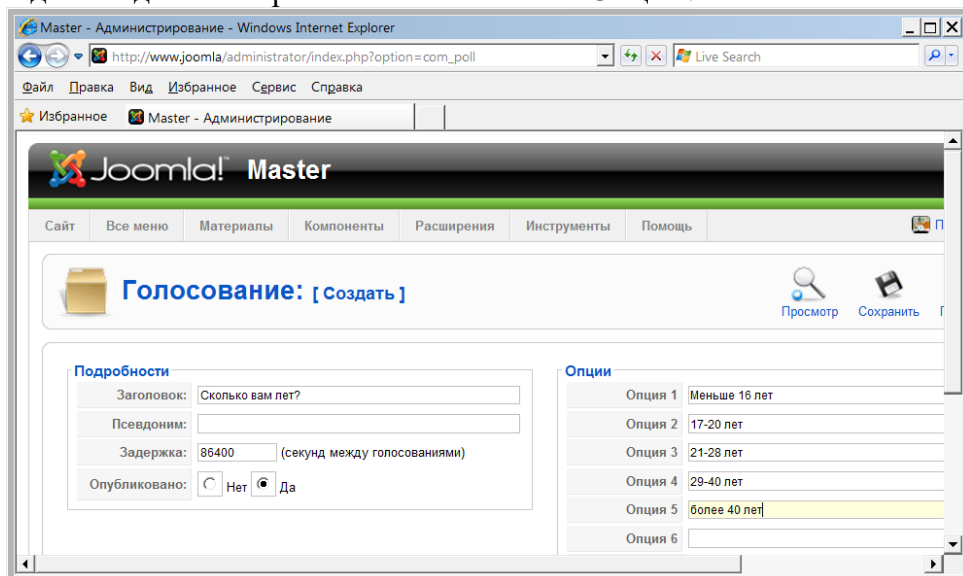 Master - Администрирование - Windows Internet Explorer
http://www.joomla/administrator/index.php?option=com_poll
Live Search
Файл Правка Вид Избранное Сервис Справка
Избранное Master - Администрирование
Joomla! Master
Сайт Все меню Материалы Компоненты Расширения Инструменты Помощь
Голосование: [ Создать ]
Просмотр Сохранить
Подробности
Заголовок: Сколько вам лет?
Псевдоним:
Задержка: 86400 (секунд между голосованиями)
Опубликовано: Нет Да
Опции
Опция 1 Меньше 16 лет
Опция 2 17-20 лет
Опция 3 21-28 лет
Опция 4 29-40 лет
Опция 5 более 40 лет
Опция 6